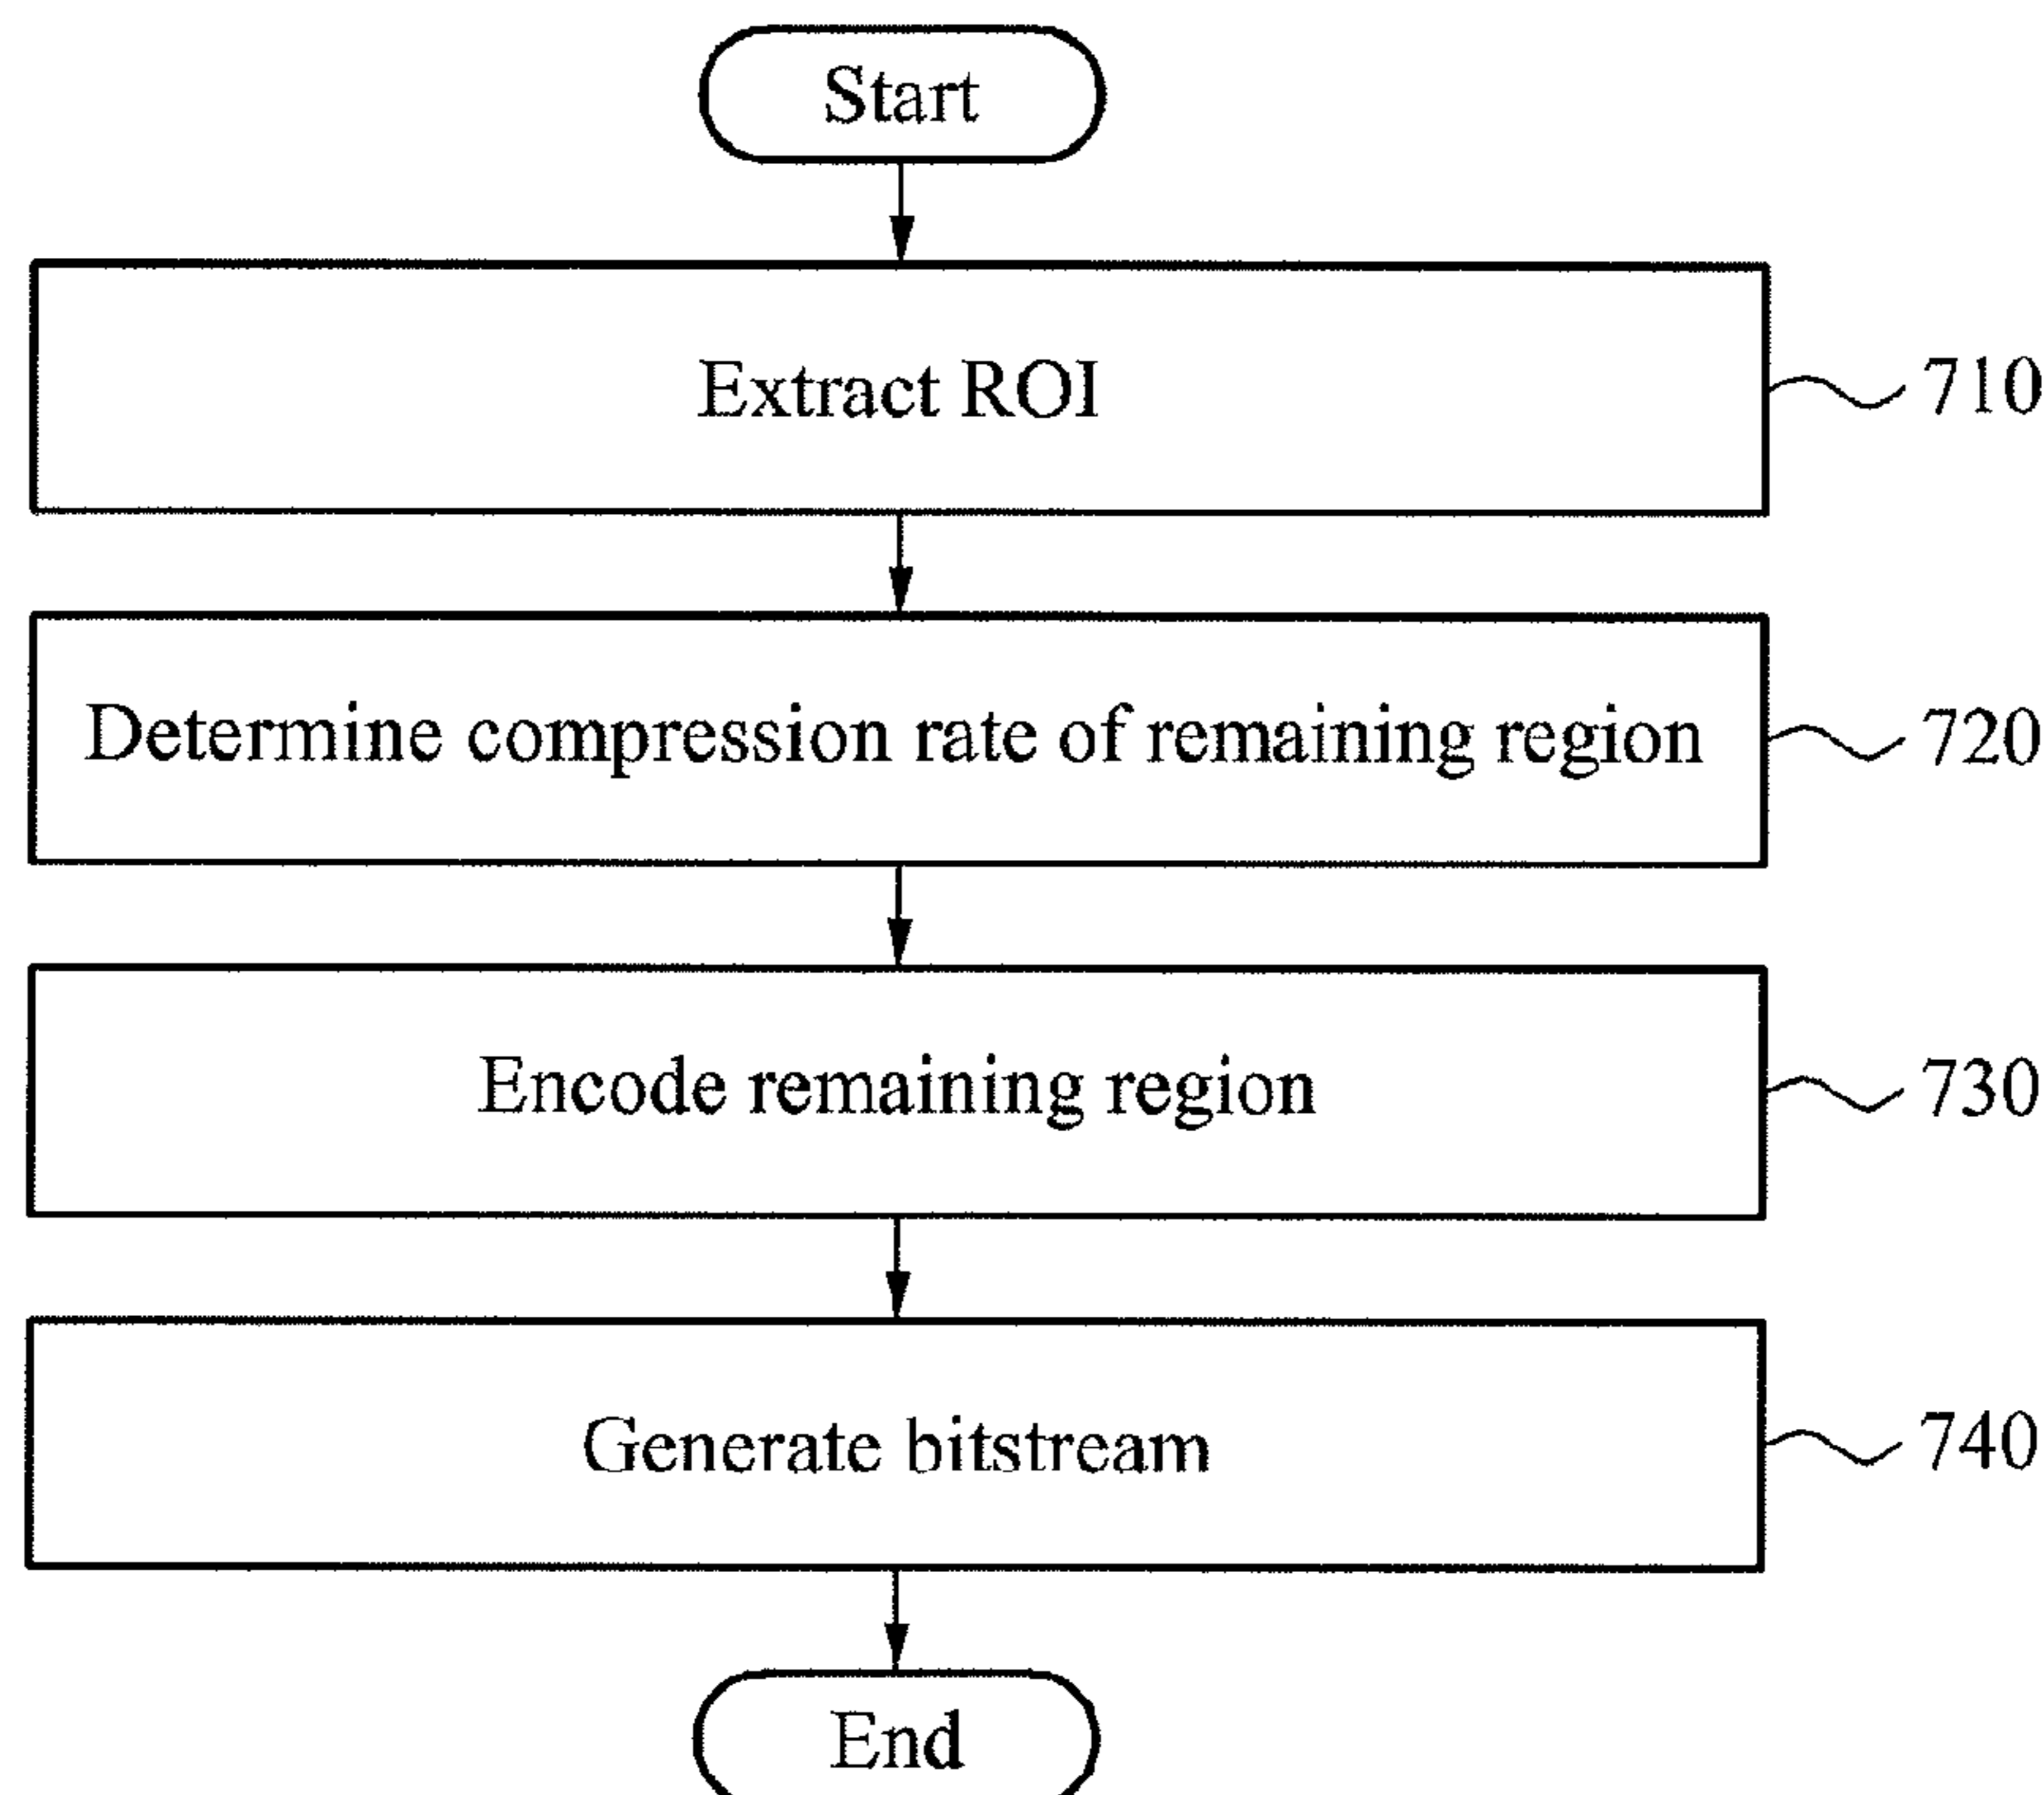 Start
Extract ROI
710
Determine compression rate of remaining region
720
Encode remaining region
730
Generate bitstream
740
End